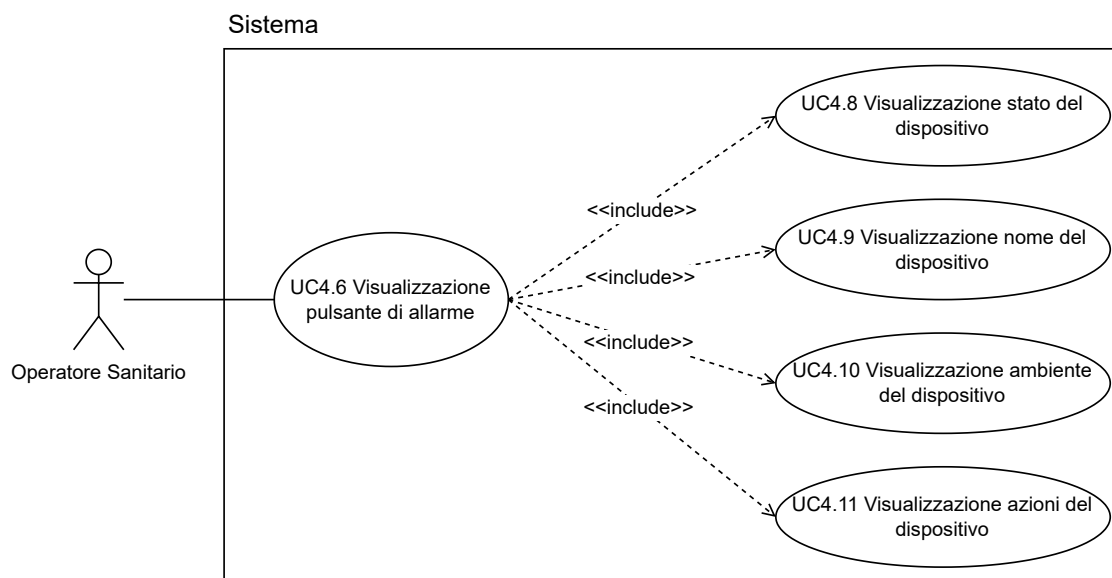 Sistema
UC4.8 Visualizzazione stato del
dispositivo
<<include>>
UC4.9 Visualizzazione nome del
dispositivo
<<include>>
UC4.6 Visualizzazione
pulsante di allarme
<<include>>
UC4.10 Visualizzazione ambiente
del dispositivo
Operatore Sanitario
<<include>>
UC4.11 Visualizzazione azioni del
dispositivo